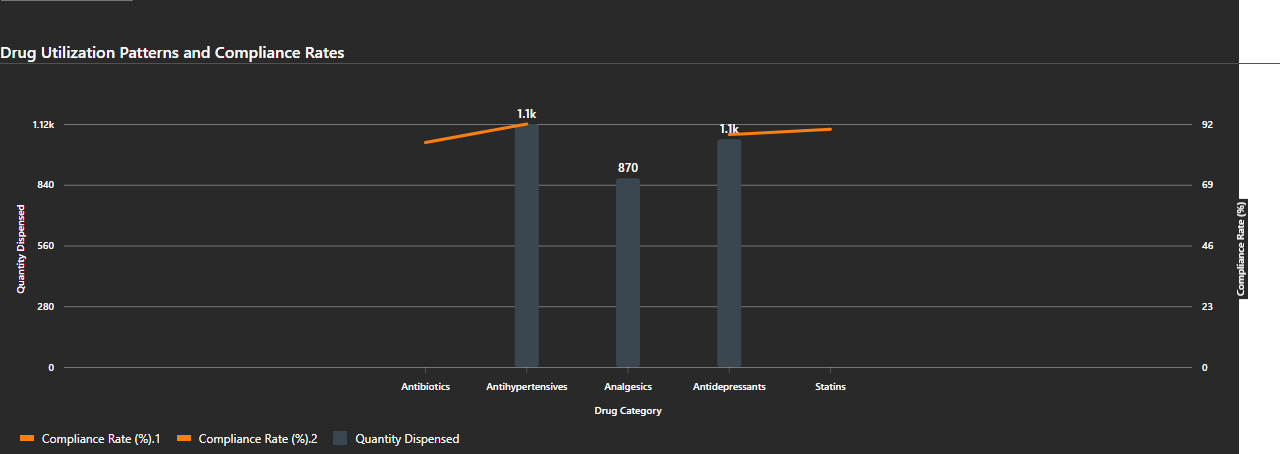 Drug Utilization Patterns and Compliance Rates
1.12k
840
560
280
0
Quantity Dispensed
1.1k
870
1.1k
92
69
46
23
0
Compliance Rate (%)
Antibiotics
Antihypertensives
Analgesics
Antidepressants
Statins
Drug Category
Compliance Rate (%).1
Compliance Rate (%).2
Quantity Dispensed